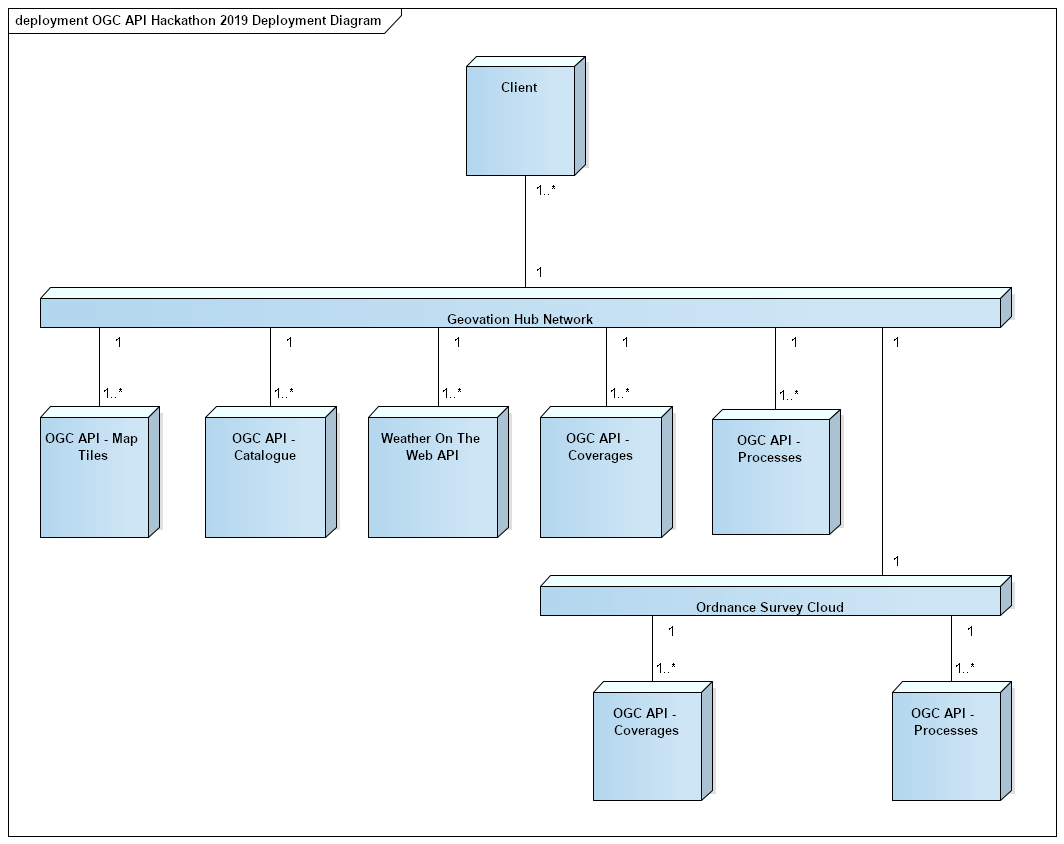 deployment OGC API Hackathon 2019 Deployment Diagram
Client
1..*
1
Geovation Hub Network
1
1
1
1
1
1
1..*
1..*
1..*
1..*
1..*
OGC API - Map
Tiles
OGC API -
Catalogue
Weather On The
Web API
OGC API -
Coverages
OGC API -
Processes
1
Ordnance Survey Cloud
1
1
1..*
1..*
OGC API -
Coverages
OGC API -
Processes